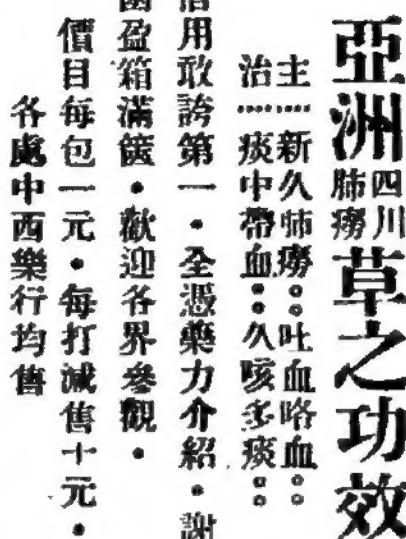 亞洲四川肺癆草之功效
主治
新久肺癆：吐血咯血：
痰中帶血：久咳多痰：
用敢誇第一・全憑藥力介紹・謝
盈箱滿篋・歡迎各界參觀・
價目每包一元・每打減售十元・
各處中西藥行均售